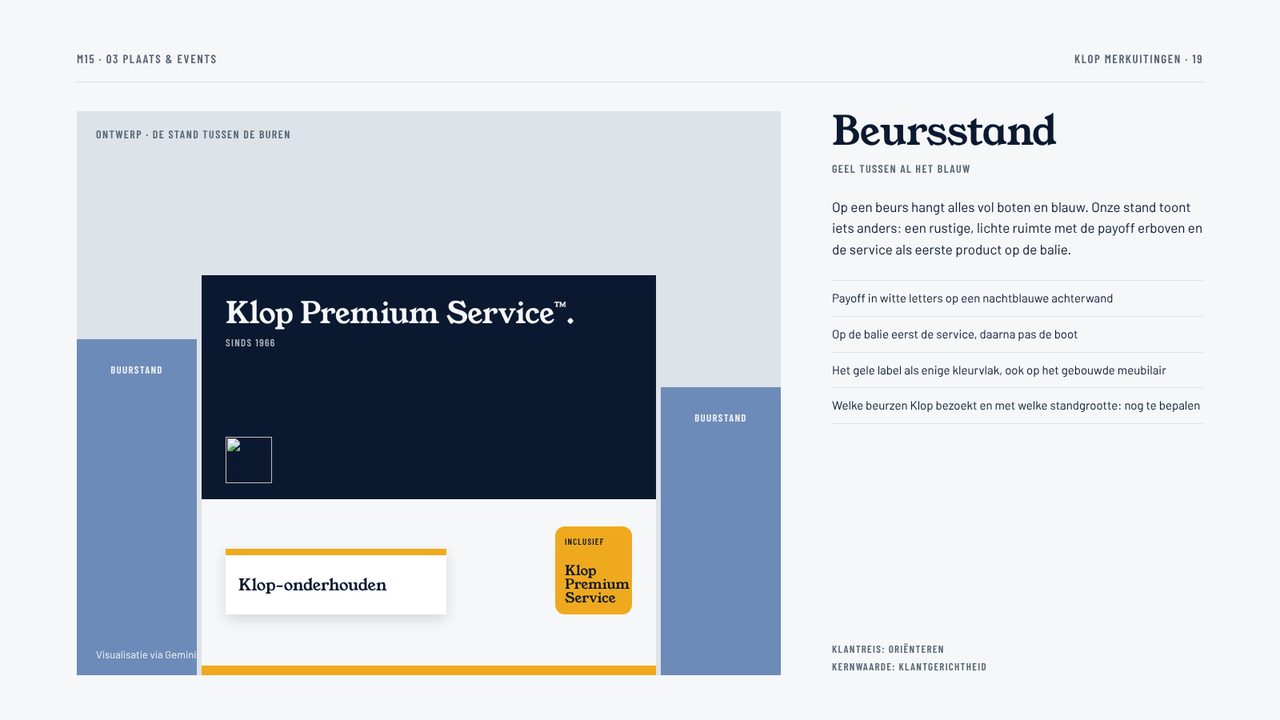 M15 · 03 PLAATS & EVENTS
KLOP MERKUITINGEN · 19
ONTWERP · DE STAND TUSSEN DE BUREN
Klop Premium Service™.
SINDS 1966
BUURSTAND
BUURSTAND
INCLUSIEF
Klop
Premium
Service
Klop-onderhouden
Visualisatie via Gemini
Beursstand
GEEL TUSSEN AL HET BLAUW
Op een beurs hangt alles vol boten en blauw. Onze stand toont
iets anders: een rustige, lichte ruimte met de payoff erboven en
de service als eerste product op de balie.
Payoff in witte letters op een nachtblauwe achterwand
Op de balie eerst de service, daarna pas de boot
Het gele label als enige kleurvlak, ook op het gebouwde meubilair
Welke beurzen Klop bezoekt en met welke standgrootte: nog te bepalen
KLANTREIS: ORIËNTEREN
KERNWAARDE: KLANTGERICHTHEID